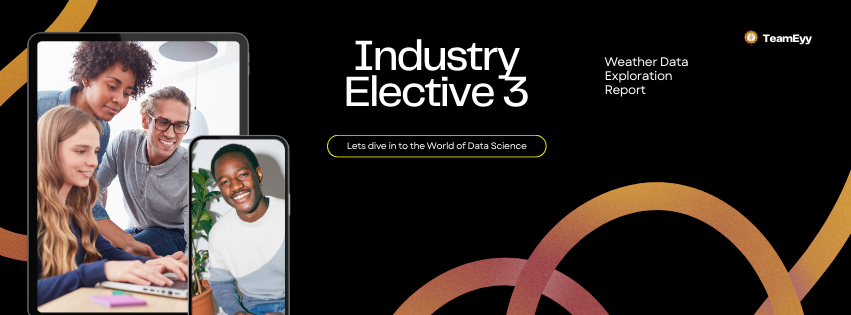 Industry
Elective 3
Lets dive in to the World of Data Science
Weather Data
Exploration
Report
TeamEyy